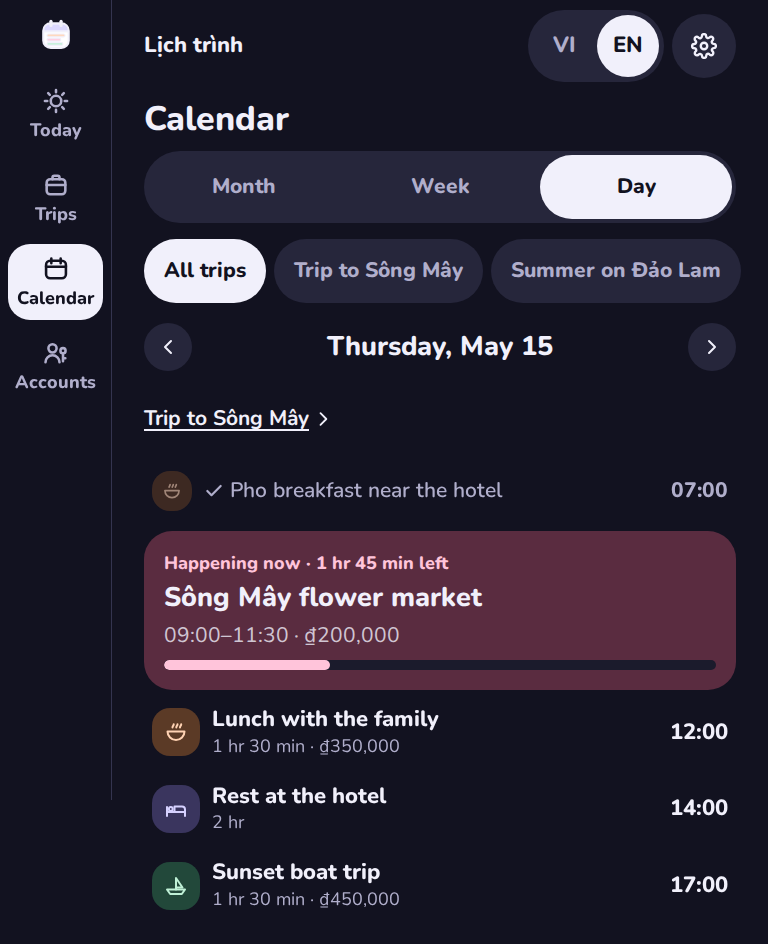 Lịch trình
VI
EN
Today
Trips
Calendar
Accounts
Calendar
Month
Week
Day
All trips
Trip to Sông Mây
Summer on Đảo Lam
Thursday, May 15
Trip to Sông Mây
Pho breakfast near the hotel
07:00
Happening now · 1 hr 45 min left
Sông Mây flower market
09:00–11:30 · ₫200,000
Lunch with the family
1 hr 30 min · ₫350,000
12:00
Rest at the hotel
2 hr
14:00
Sunset boat trip
1 hr 30 min · ₫450,000
17:00